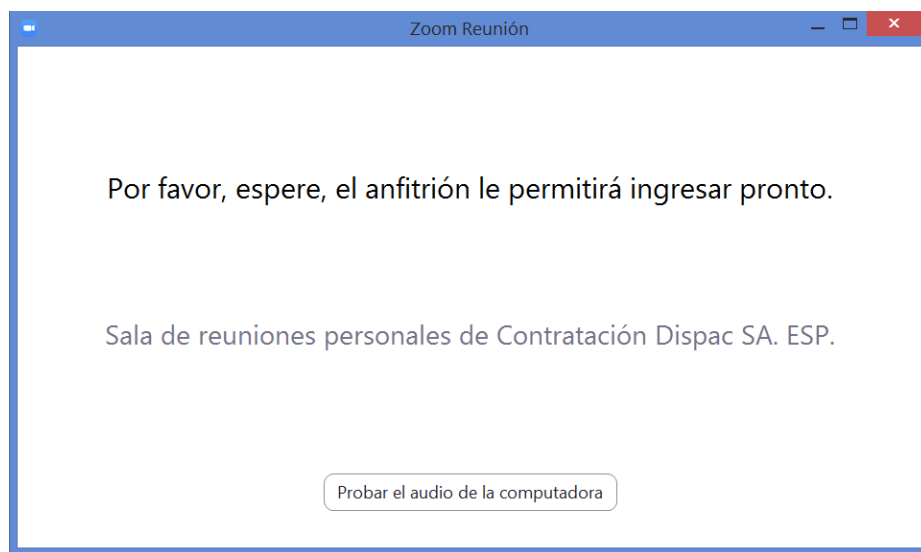 Zoom Reunión
Por favor, espere, el anfitrión le permitirá ingresar pronto.
Sala de reuniones personales de Contratación Dispac SA. ESP.
Probar el audio de la computadora